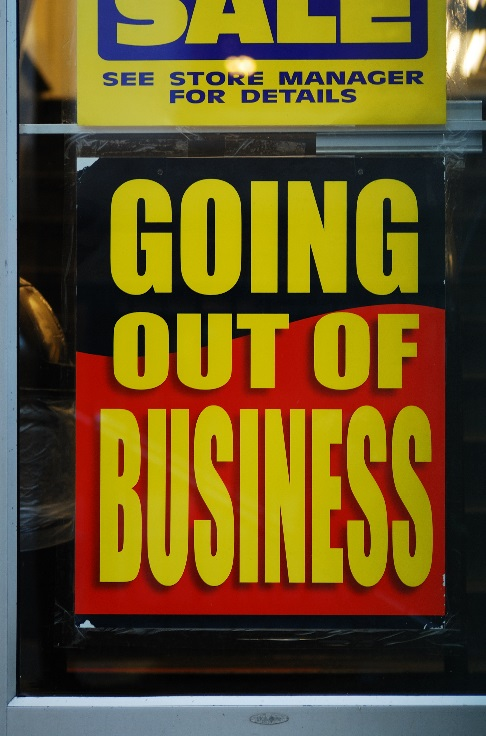 SALE
SEE STORE MANAGER
FOR DETAILS
GOING
OUT OF
BUSINESS